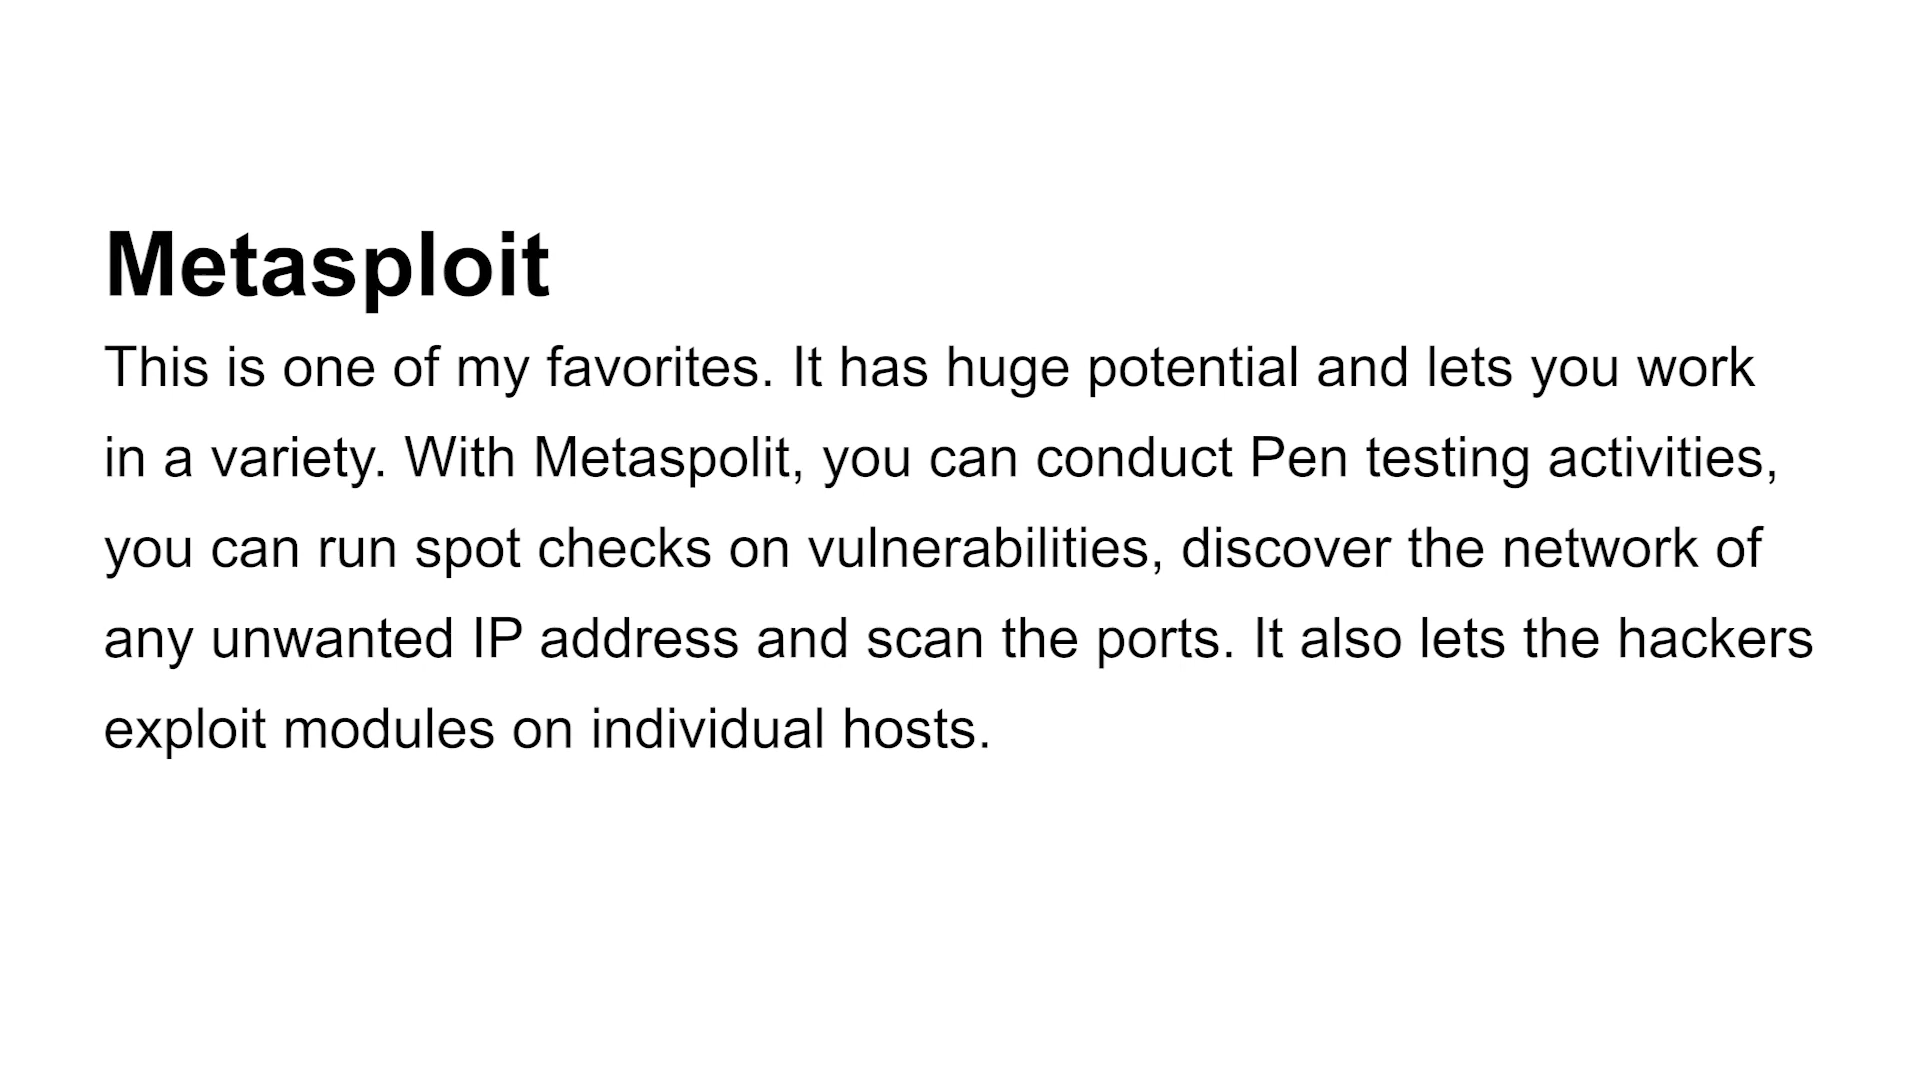 Metasploit
This is one of my favorites. It has huge potential and lets you work
in a variety. With Metaspolit, you can conduct Pen testing activities,
you can run spot checks on vulnerabilities, discover the network of
any unwanted IP address and scan the ports. It also lets the hackers
exploit modules on individual hosts.